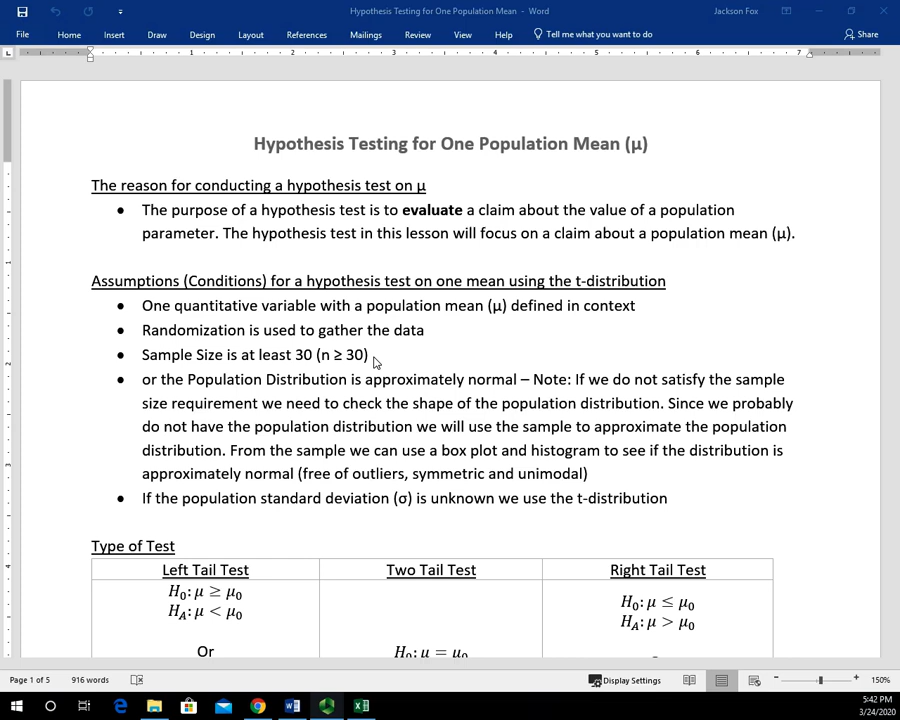 Hypothesis Testing for One Population Mean - Word
Jackson Fox
File Home Insert Draw Design Layout References Mailings Review View Help Tell me what you want to do Share
1 2 3 4 5 6 7
Hypothesis Testing for One Population Mean (μ)
The reason for conducting a hypothesis test on μ
• The purpose of a hypothesis test is to evaluate a claim about the value of a population
parameter. The hypothesis test in this lesson will focus on a claim about a population mean (μ).
Assumptions (Conditions) for a hypothesis test on one mean using the t-distribution
• One quantitative variable with a population mean (μ) defined in context
• Randomization is used to gather the data
• Sample Size is at least 30 (n ≥ 30)
• or the Population Distribution is approximately normal – Note: If we do not satisfy the sample
size requirement we need to check the shape of the population distribution. Since we probably
do not have the population distribution we will use the sample to approximate the population
distribution. From the sample we can use a box plot and histogram to see if the distribution is
approximately normal (free of outliers, symmetric and unimodal)
• If the population standard deviation (σ) is unknown we use the t-distribution
Type of Test
Left Tail Test Two Tail Test Right Tail Test
H₀: μ ≥ μ₀
H_A: μ < μ₀
H₀: μ ≤ μ₀
H_A: μ > μ₀
Or
H₀: μ = μ₀
Page 1 of 5 916 words Display Settings 150%
5:42 PM
3/24/2020